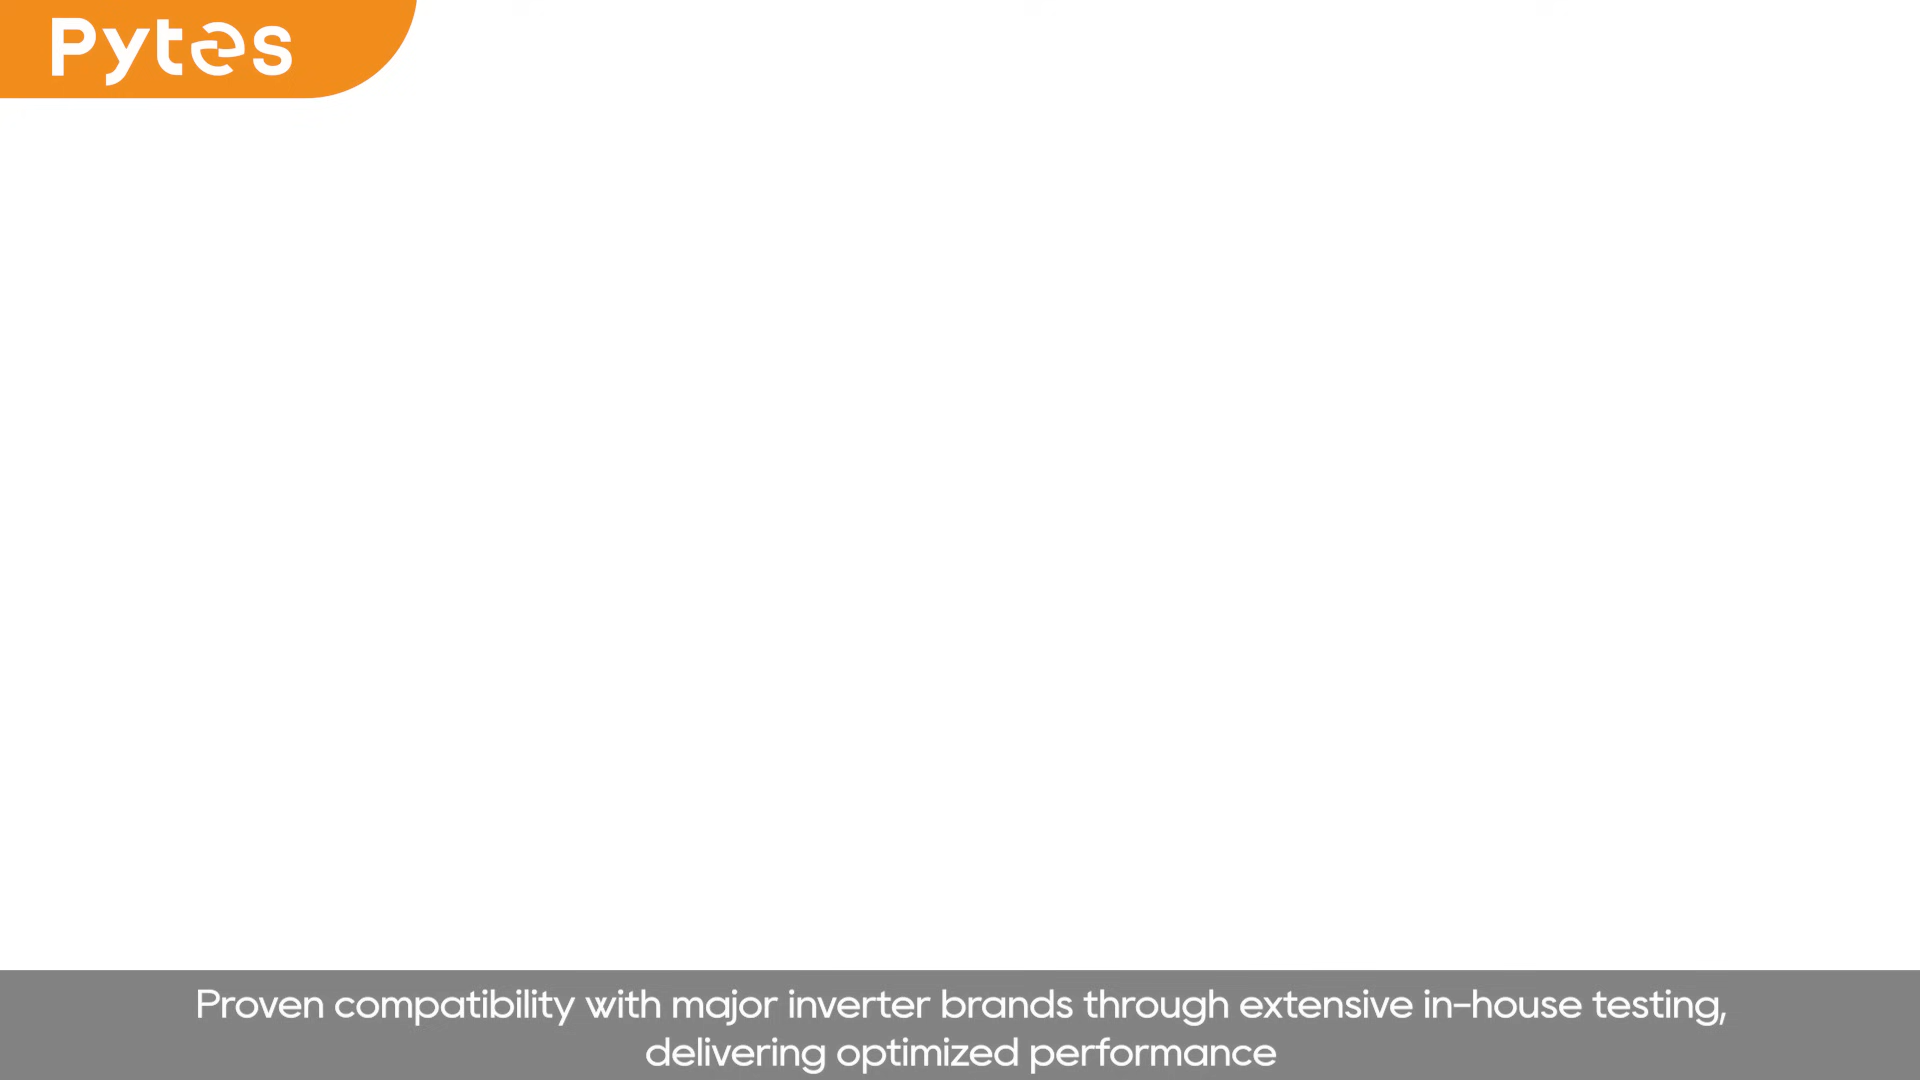 Pytes
Proven compatibility with major inverter brands through extensive in-house testing,
delivering optimized performance